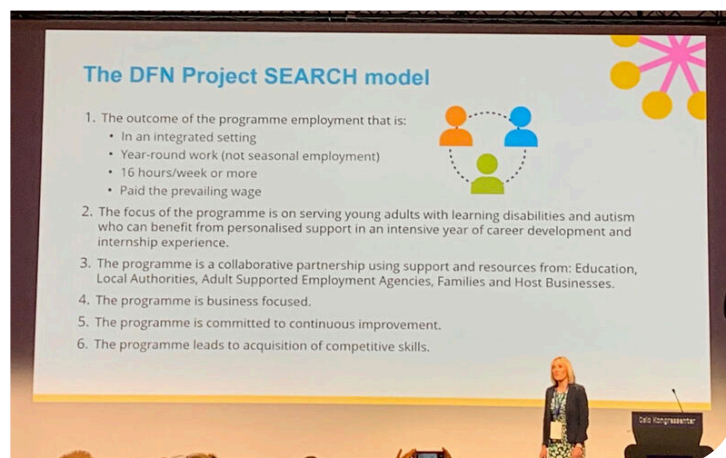 The DFN Project SEARCH model
1. The outcome of the programme employment that is:
• In an integrated setting
• Year-round work (not seasonal employment)
• 16 hours/week or more
• Paid the prevailing wage
2. The focus of the programme is on serving young adults with learning disabilities and autism
who can benefit from personalised support in an intensive year of career development and
internship experience.
3. The programme is a collaborative partnership using support and resources from: Education,
Local Authorities, Adult Supported Employment Agencies, Families and Host Businesses.
4. The programme is business focused.
5. The programme is committed to continuous improvement.
6. The programme leads to acquisition of competitive skills.
Oslo Kongressenter